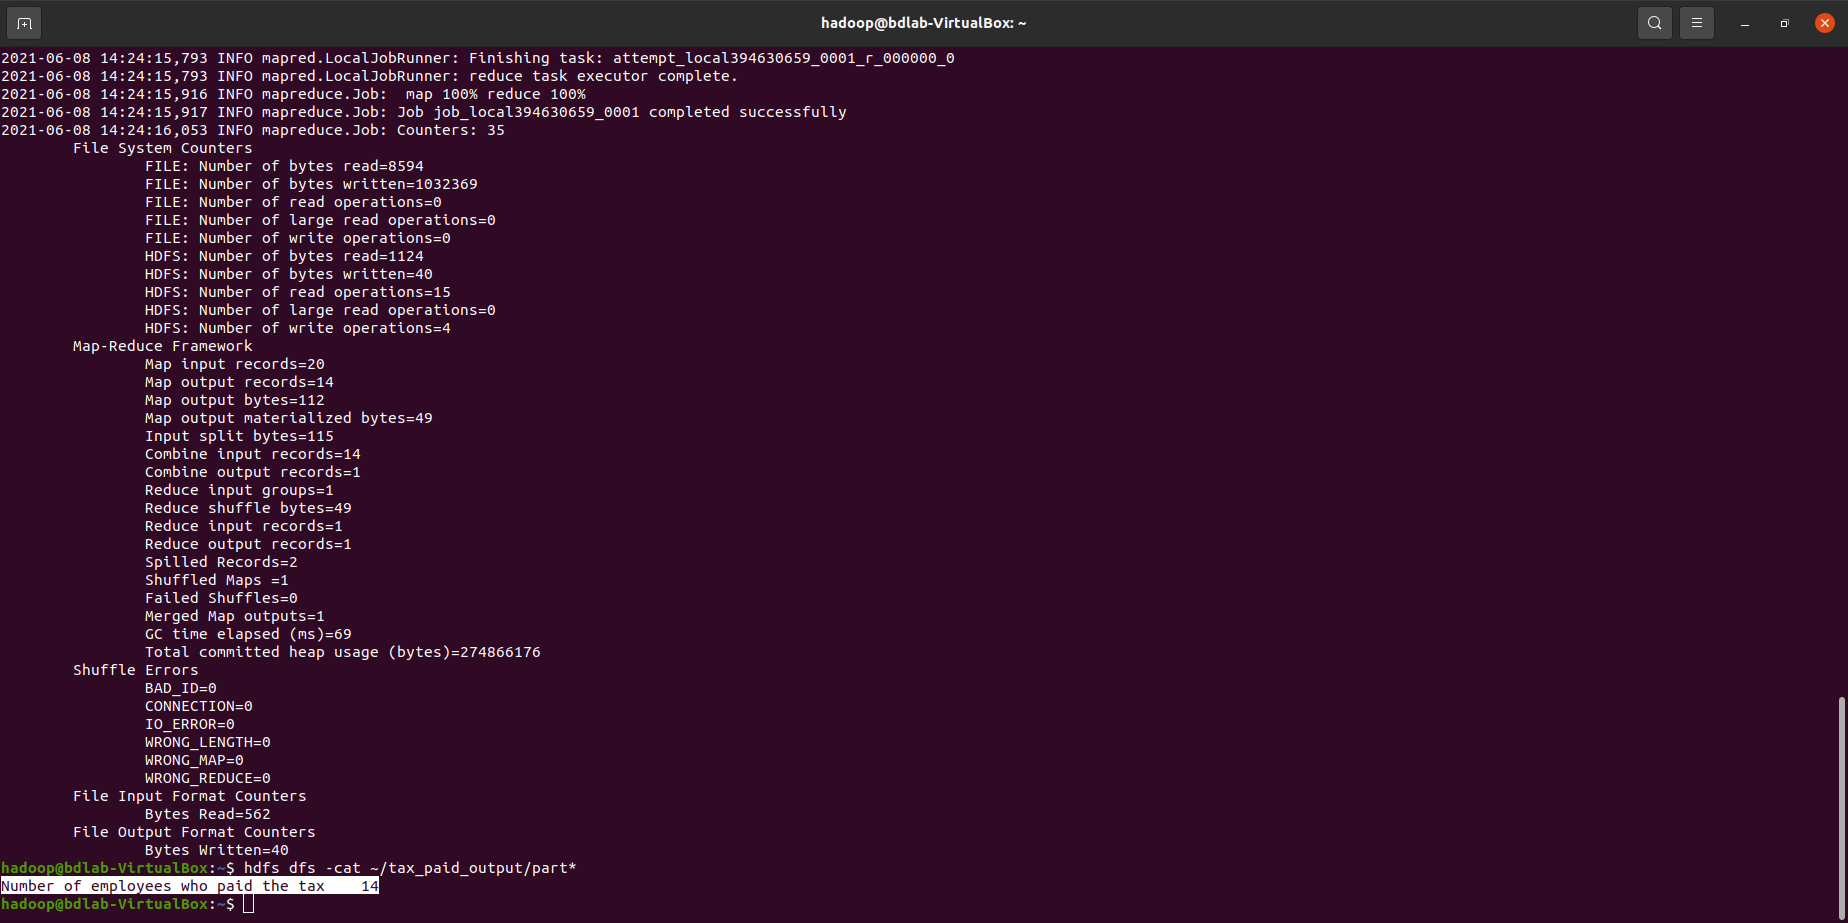 hadoop@bdlab-VirtualBox: ~
2021-06-08 14:24:15,793 INFO mapred.LocalJobRunner: Finishing task: attempt_local394630659_0001_r_000000_0
2021-06-08 14:24:15,793 INFO mapred.LocalJobRunner: reduce task executor complete.
2021-06-08 14:24:15,916 INFO mapreduce.Job:  map 100% reduce 100%
2021-06-08 14:24:15,917 INFO mapreduce.Job: Job job_local394630659_0001 completed successfully
2021-06-08 14:24:16,053 INFO mapreduce.Job: Counters: 35
File System Counters
FILE: Number of bytes read=8594
FILE: Number of bytes written=1032369
FILE: Number of read operations=0
FILE: Number of large read operations=0
FILE: Number of write operations=0
HDFS: Number of bytes read=1124
HDFS: Number of bytes written=40
HDFS: Number of read operations=15
HDFS: Number of large read operations=0
HDFS: Number of write operations=4
Map-Reduce Framework
Map input records=20
Map output records=14
Map output bytes=112
Map output materialized bytes=49
Input split bytes=115
Combine input records=14
Combine output records=1
Reduce input groups=1
Reduce shuffle bytes=49
Reduce input records=1
Reduce output records=1
Spilled Records=2
Shuffled Maps =1
Failed Shuffles=0
Merged Map outputs=1
GC time elapsed (ms)=69
Total committed heap usage (bytes)=274866176
Shuffle Errors
BAD_ID=0
CONNECTION=0
IO_ERROR=0
WRONG_LENGTH=0
WRONG_MAP=0
WRONG_REDUCE=0
File Input Format Counters
Bytes Read=562
File Output Format Counters
Bytes Written=40
hadoop@bdlab-VirtualBox:~$ hdfs dfs -cat ~/tax_paid_output/part*
Number of employees who paid the tax    14
hadoop@bdlab-VirtualBox:~$